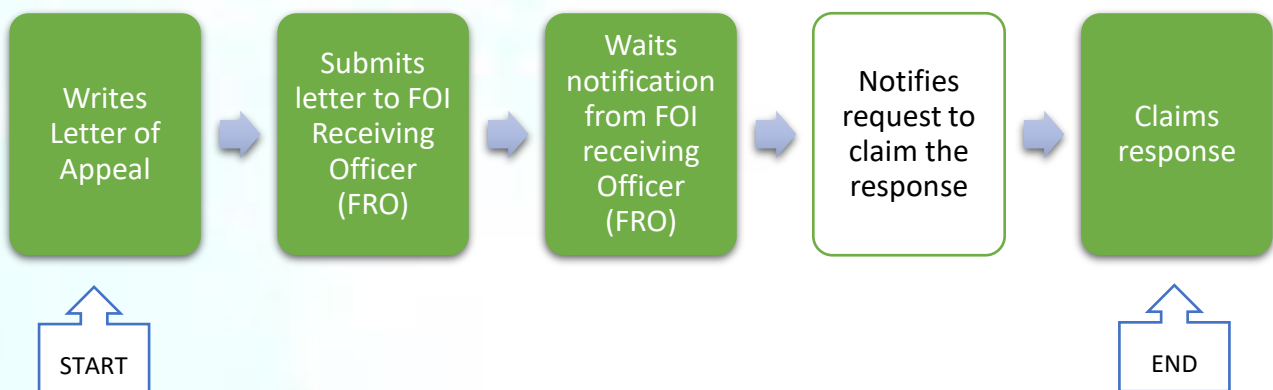 Writes
Letter of
Appeal
Submits
letter to FOI
Receiving
Officer
(FRO)
Waits
notification
from FOI
receiving
Officer
(FRO)
Notifies
request to
claim the
response
Claims
response
START
END